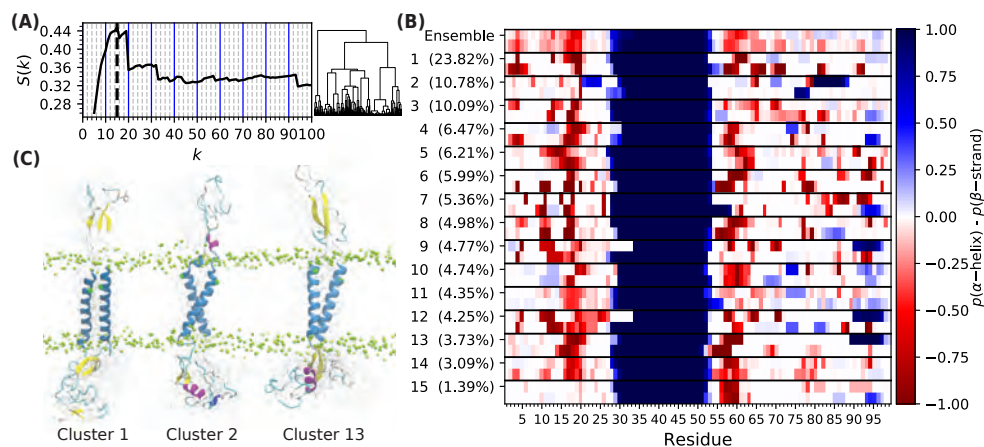 (A)
S(k)
0.44
0.40
0.36
0.32
0.28
0 10 20 30 40 50 60 70 80 90 100
k
(B)
Ensemble
1 (23.82%)
2 (10.78%)
3 (10.09%)
4 (6.47%)
5 (6.21%)
6 (5.99%)
7 (5.36%)
8 (4.98%)
9 (4.77%)
10 (4.74%)
11 (4.35%)
12 (4.25%)
13 (3.73%)
14 (3.09%)
15 (1.39%)
5 10 15 20 25 30 35 40 45 50 55 60 65 70 75 80 85 90 95
Residue
1.00
0.75
0.50
0.25
0.00
−0.25
−0.50
−0.75
−1.00
p(α−helix) - p(β−strand)
(C)
Cluster 1 Cluster 2 Cluster 13